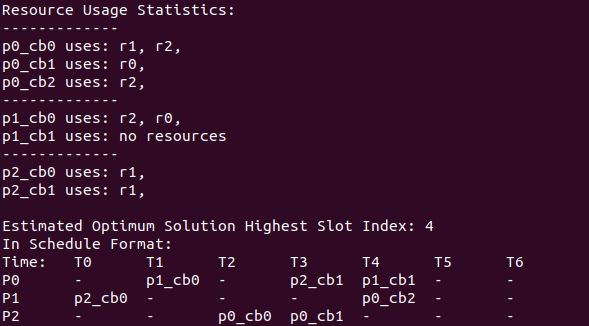 Resource Usage Statistics:
-------------
p0_cb0 uses: r1, r2,
p0_cb1 uses: r0,
p0_cb2 uses: r2,
-------------
p1_cb0 uses: r2, r0,
p1_cb1 uses: no resources
-------------
p2_cb0 uses: r1,
p2_cb1 uses: r1,

Estimated Optimum Solution Highest Slot Index: 4
In Schedule Format:
Time:   T0      T1      T2      T3      T4      T5      T6
P0      -       p1_cb0  -       p2_cb1  p1_cb1  -       -
P1      p2_cb0  -       -       -       p0_cb2  -       -
P2      -       -       p0_cb0  p0_cb1  -       -       -